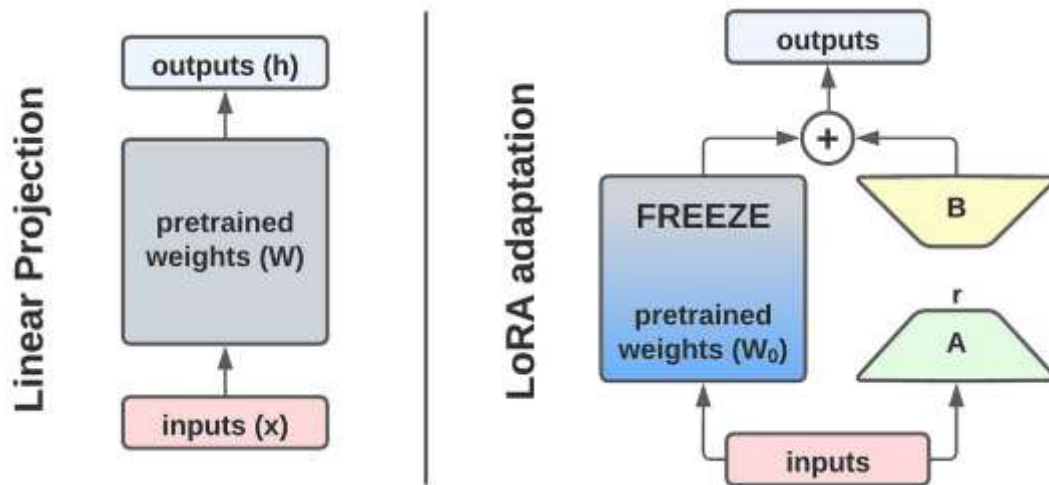 Linear Projection
outputs (h)
pretrained
weights (W)
inputs (x)
LoRA adaptation
outputs
+
FREEZE
pretrained
weights (W₀)
B
r
A
inputs